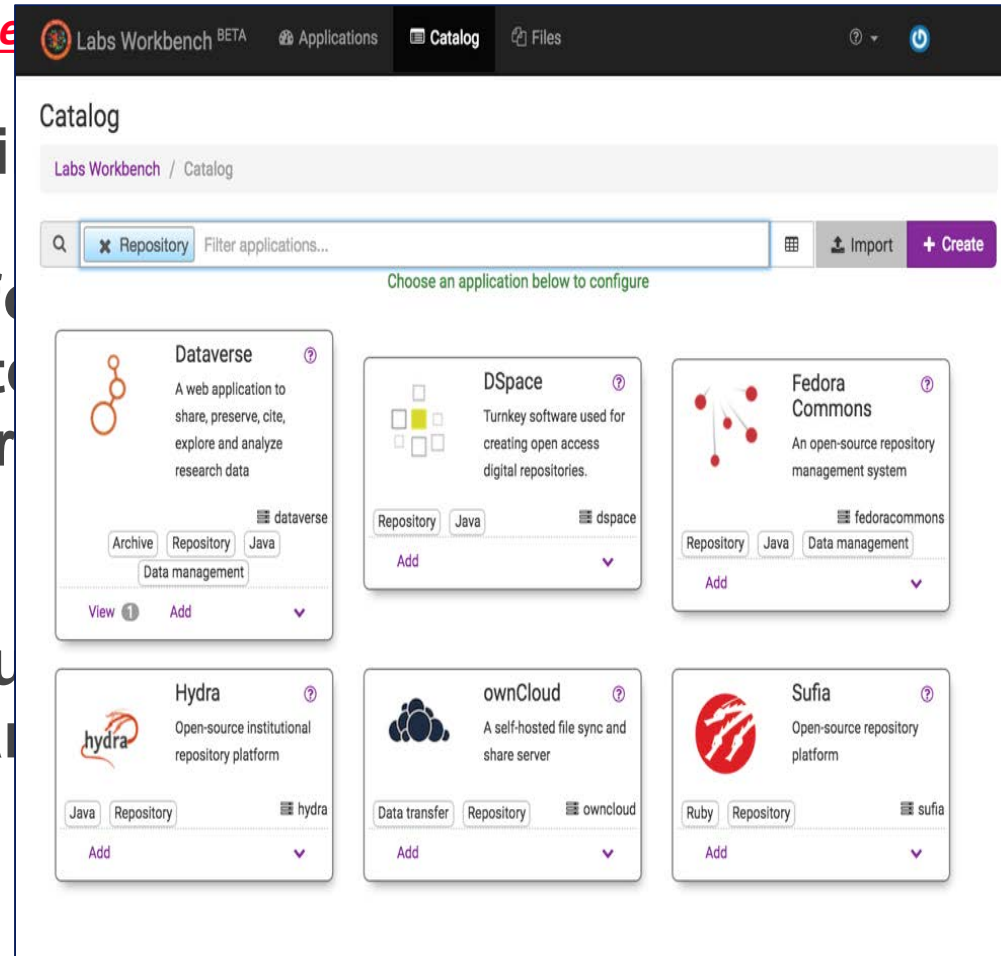 Labs Workbench BETA Applications Catalog Files
Catalog
Labs Workbench / Catalog
Repository Filter applications... Import + Create
Choose an application below to configure
Dataverse
A web application to
share, preserve, cite,
explore and analyze
research data
dataverse
Archive Repository Java
Data management
View 1 Add
DSpace
Turnkey software used for
creating open access
digital repositories.
Repository Java dspace
Add
Fedora
Commons
An open-source repository
management system
fedoracommons
Repository Java Data management
Add
hydra
Hydra
Open-source institutional
repository platform
Java Repository hydra
Add
ownCloud
A self-hosted file sync and
share server
Data transfer Repository owncloud
Add
Sufia
Open-source repository
platform
Ruby Repository sufia
Add